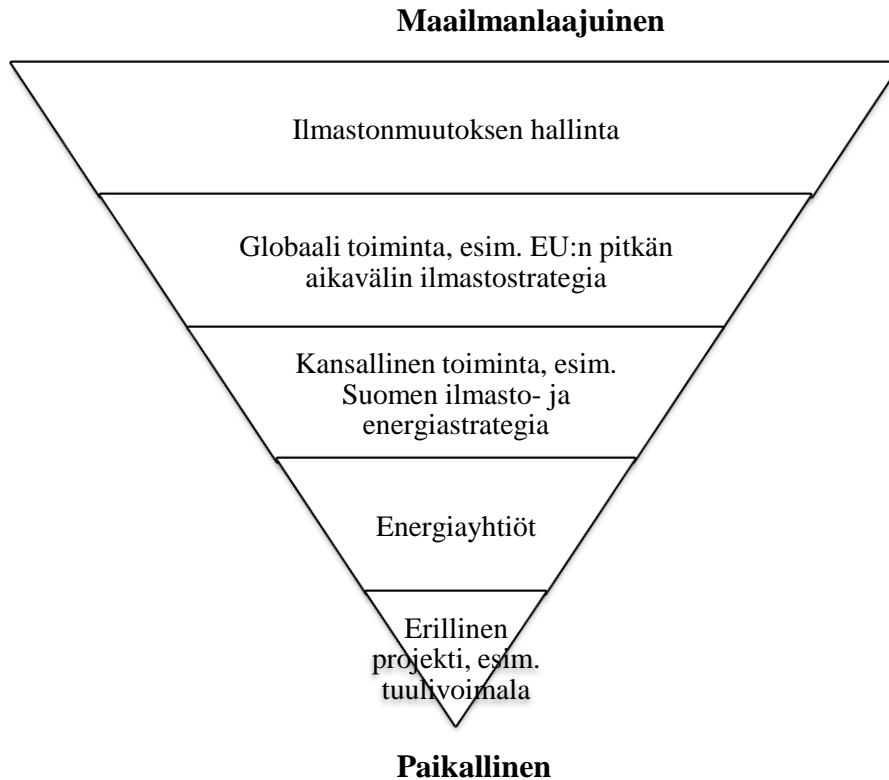 Maailmanlaajuinen
Ilmastonmuutoksen hallinta
Globaali toiminta, esim. EU:n pitkän
aikavälin ilmastostrategia
Kansallinen toiminta, esim.
Suomen ilmasto- ja
energiastrategia
Energiayhtiöt
Erillinen
projekti, esim.
tuulivoimala
Paikallinen